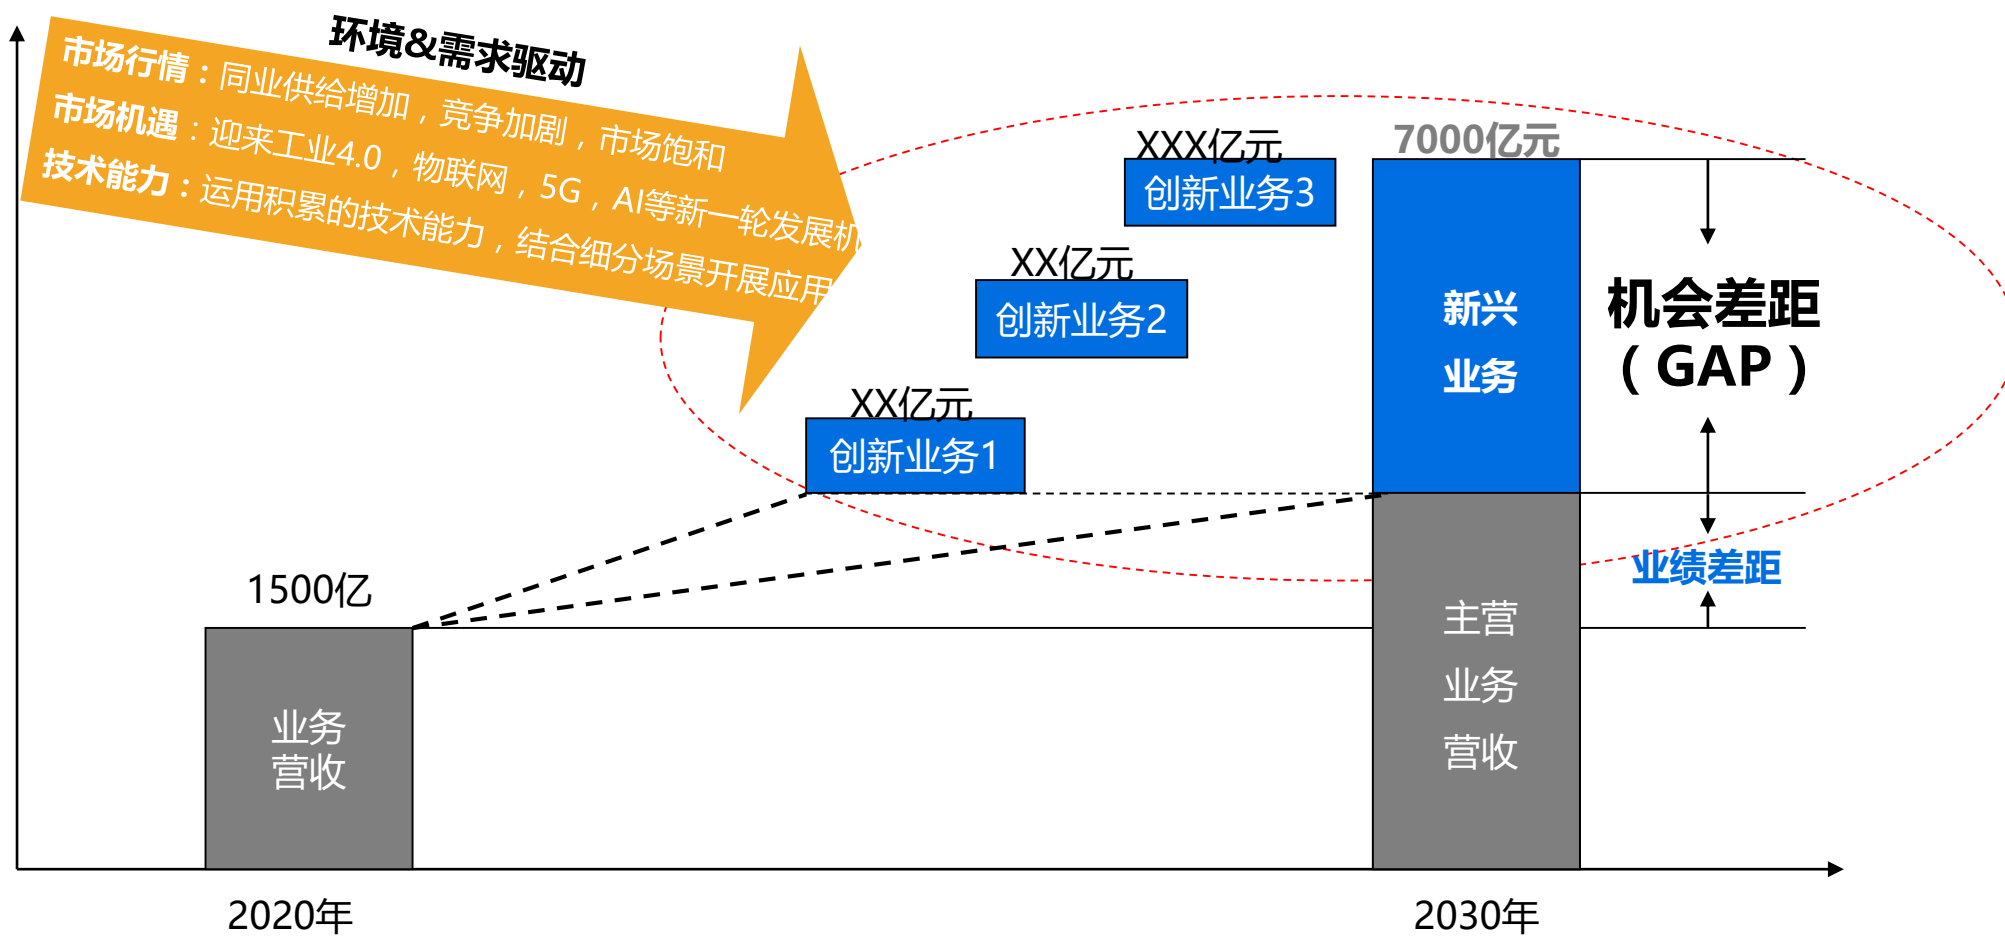 环境&需求驱动
市场行情：同业供给增加，竞争加剧，市场饱和
市场机遇：迎来工业4.0，物联网，5G，AI等新一轮发展机
技术能力：运用积累的技术能力，结合细分场景开展应用
XXX亿元
创新业务3
XX亿元
创新业务2
XX亿元
创新业务1
7000亿元
新兴
业务
机会差距
（GAP）
业绩差距
1500亿
业务
营收
主营
业务
营收
2020年
2030年